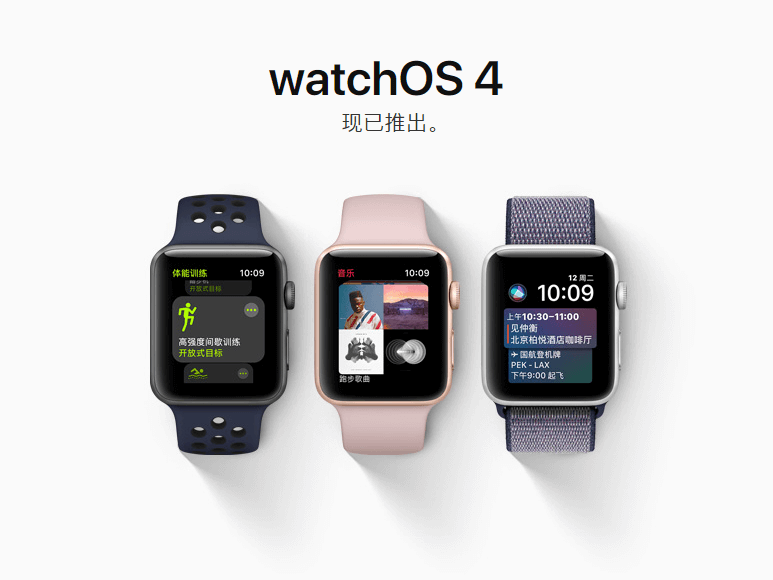 watchOS 4
现已推出。
体能训练 10:09
开放式目标
高强度间歇训练
开放式目标
音乐 10:09
跑步歌曲
12 周二
10:09
上午10:30–11:00
见仲衡
北京柏悦酒店咖啡厅
国航登机牌
PEK - LAX
下午9:00 起飞